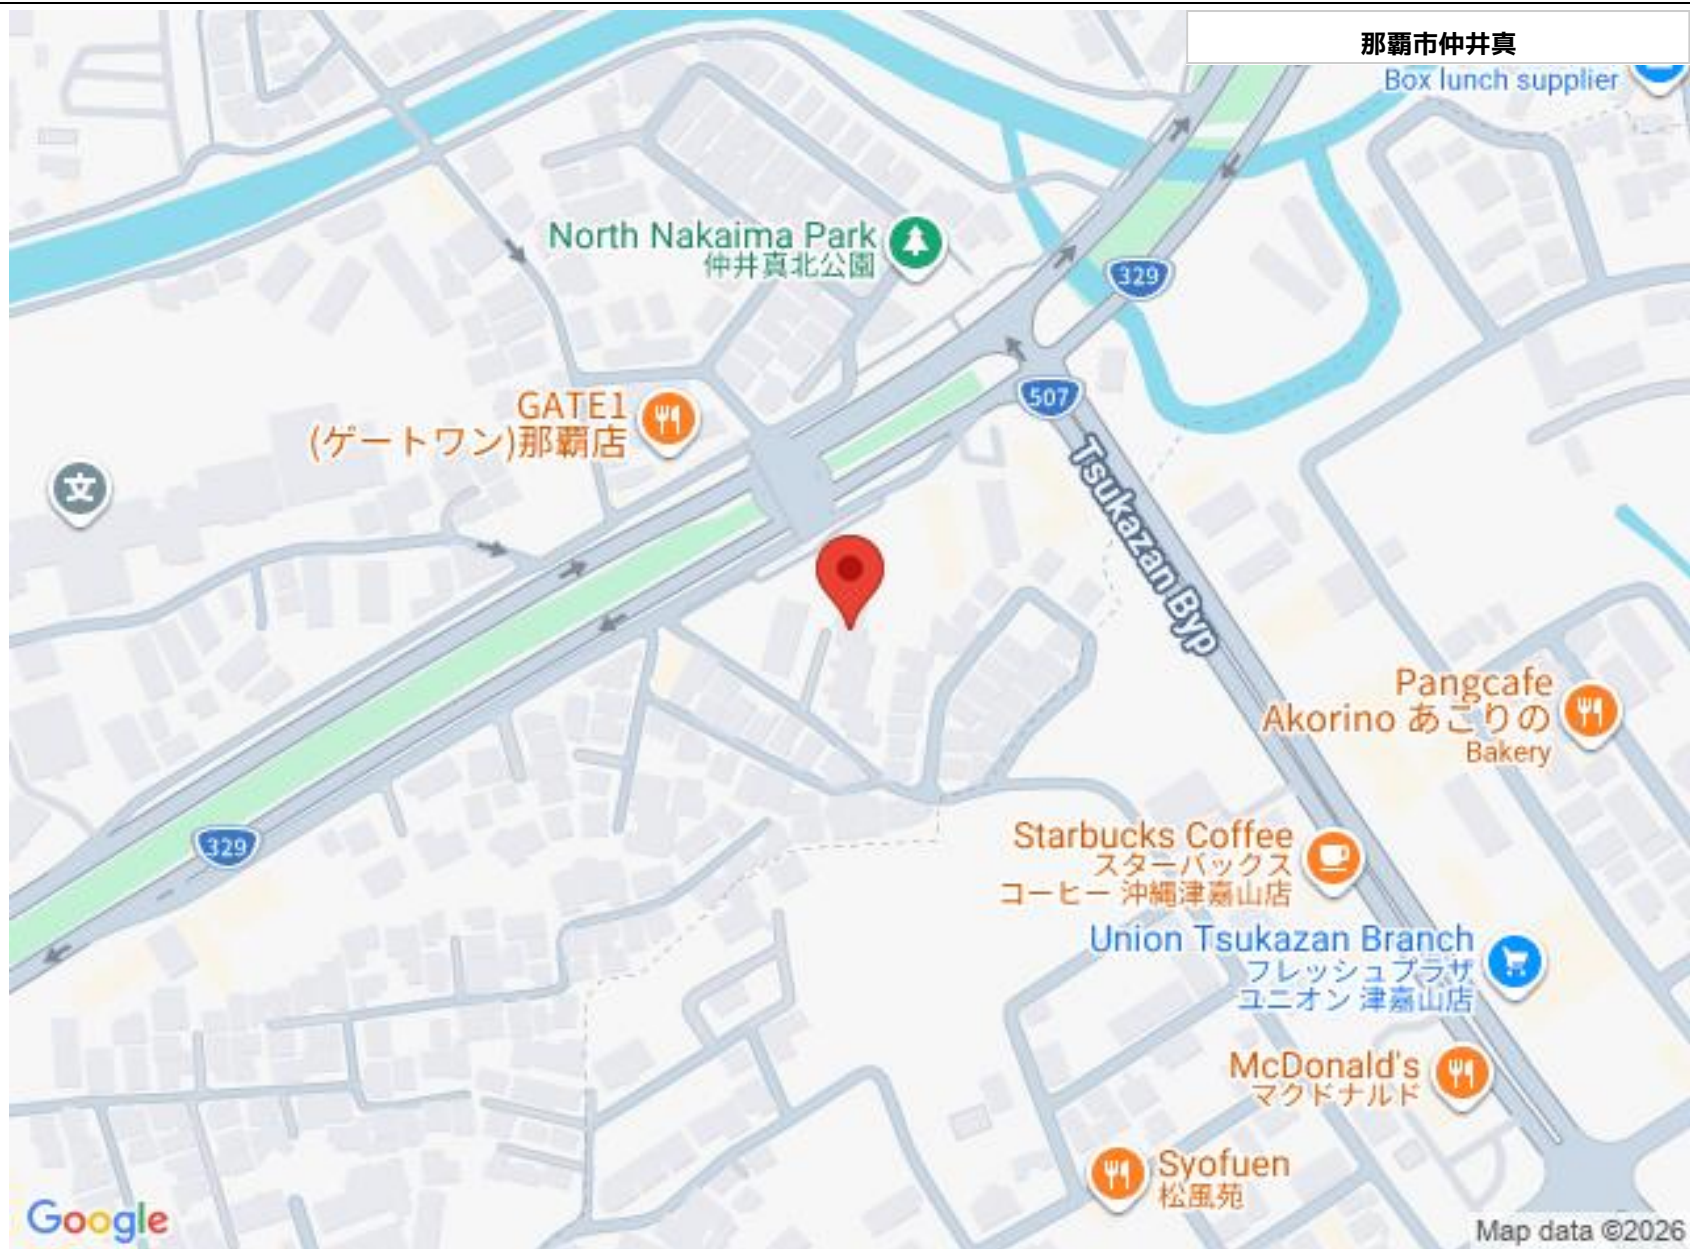 那覇市仲井真
Box lunch supplier
North Nakaima Park
仲井真北公園
329
507
GATE1
(ゲートワン)那覇店
文
Tsukazan Byp
Pangcafe
Akorino あこりの
Bakery
329
Starbucks Coffee
スターバックス
コーヒー 沖縄津嘉山店
Union Tsukazan Branch
フレッシュプラザ
ユニオン 津嘉山店
McDonald's
マクドナルド
Syofuen
松風苑
Google
Map data ©2026